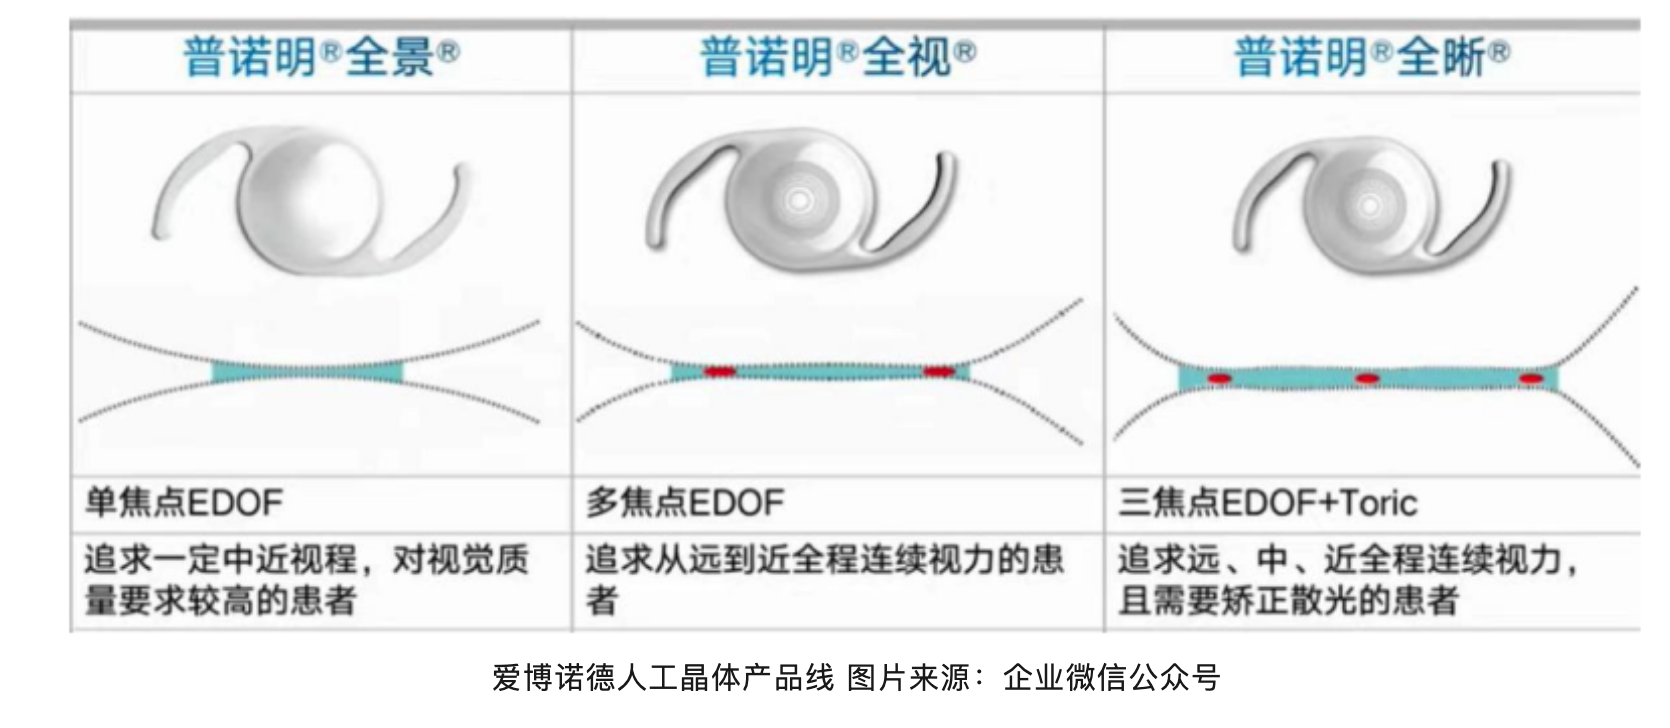 普诺明®全景®
普诺明®全视®
普诺明®全晰®
单焦点EDOF
多焦点EDOF
三焦点EDOF+Toric
追求一定中近视程，对视觉质
量要求较高的患者
追求从远到近全程连续视力的患
者
追求远、中、近全程连续视力，
且需要矫正散光的患者
爱博诺德人工晶体产品线 图片来源：企业微信公众号